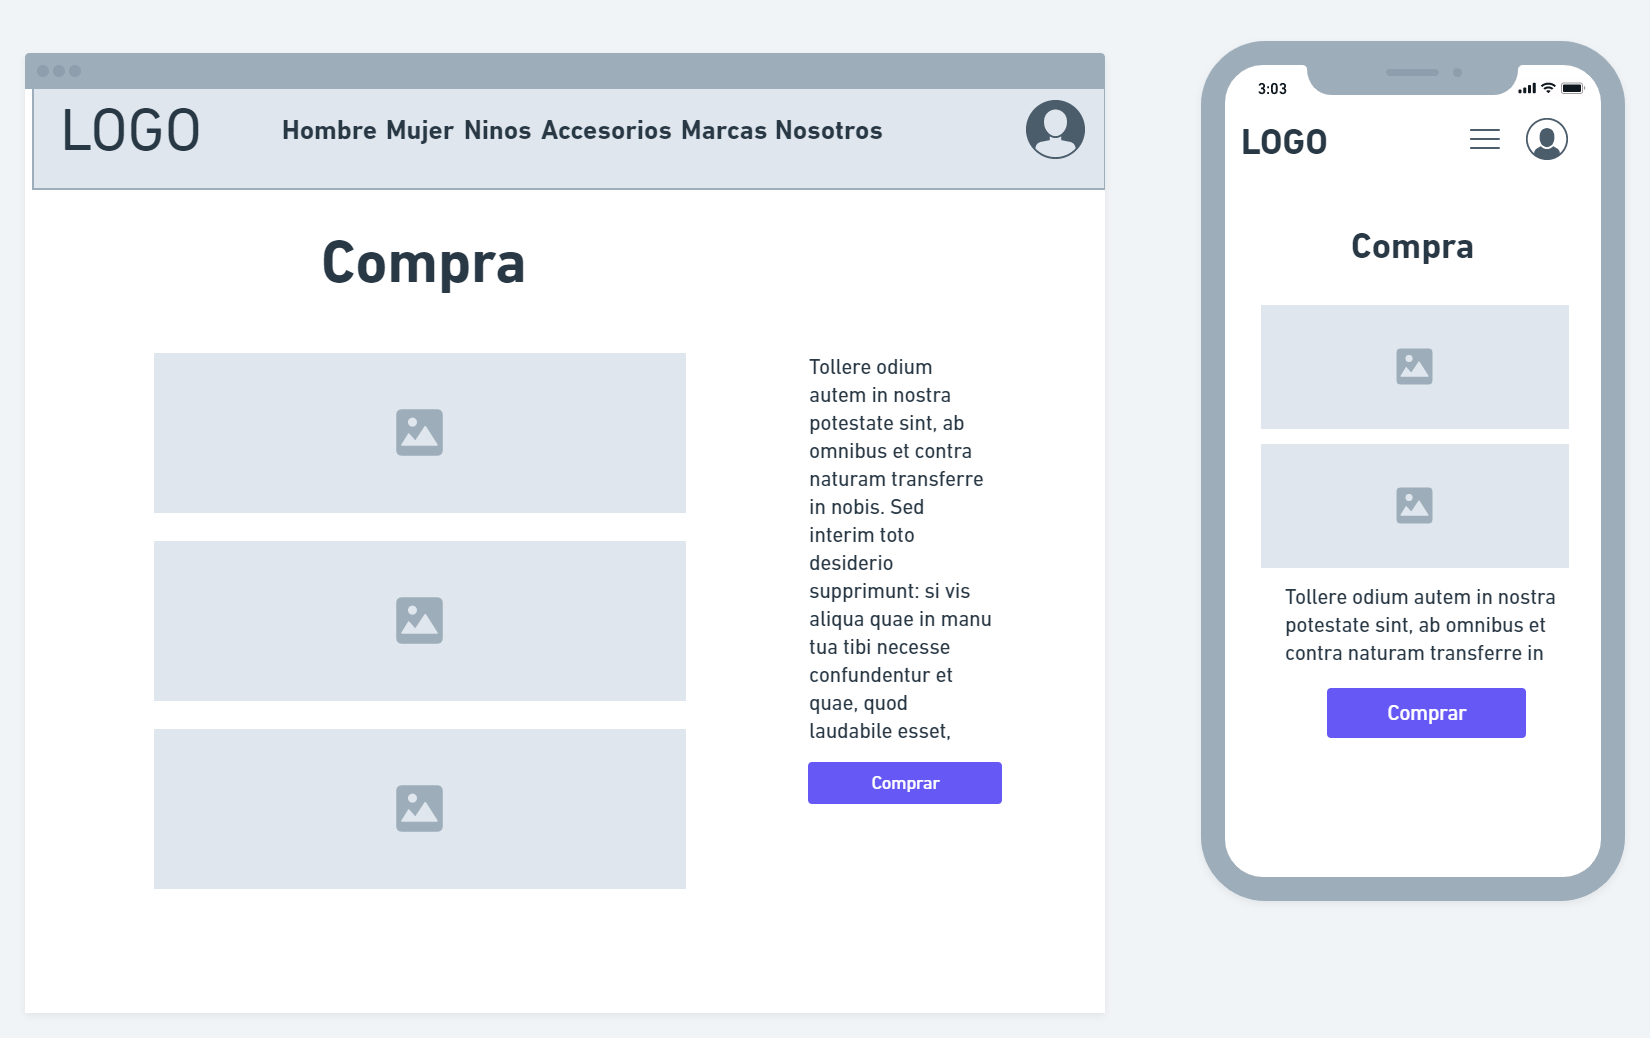 LOGO
Hombre Mujer Ninos Accesorios Marcas Nosotros
Compra
Tollere odium
autem in nostra
potestate sint, ab
omnibus et contra
naturam transferre
in nobis. Sed
interim toto
desiderio
supprimunt: si vis
aliqua quae in manu
tua tibi necesse
confundentur et
quae, quod
laudabile esset,
Comprar
3:03
LOGO
Compra
Tollere odium autem in nostra
potestate sint, ab omnibus et
contra naturam transferre in
Comprar